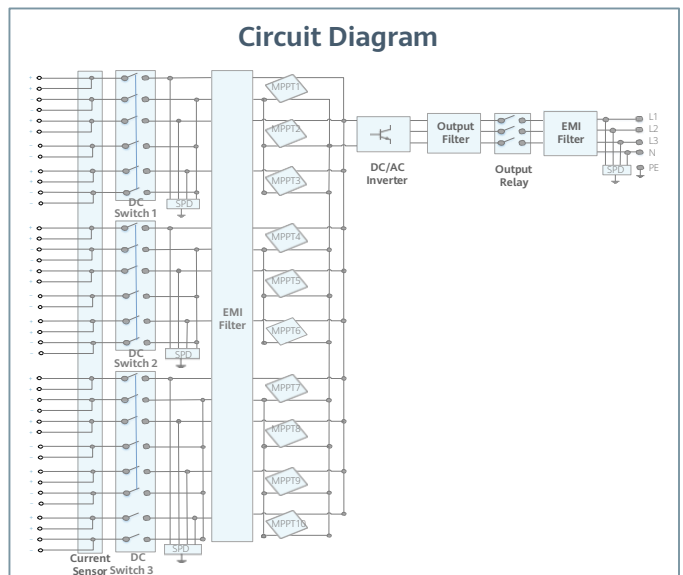 Circuit Diagram
MPPT1
MPPT2
MPPT3
DC
Switch 1
SPD
MPPT4
MPPT5
MPPT6
EMI
Filter
DC
Switch 2
SPD
MPPT7
MPPT8
MPPT9
MPPT10
Current
Sensor
DC
Switch 3
SPD
DC/AC
Inverter
Output
Filter
Output
Relay
EMI
Filter
SPD
L1
L2
L3
N
PE